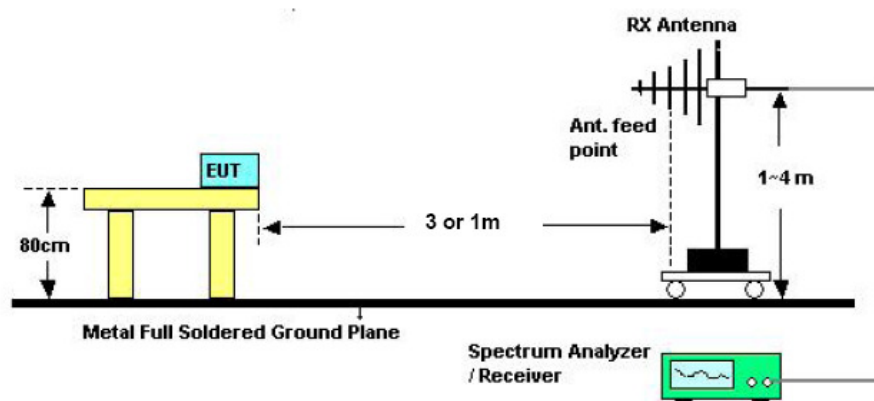 RX Antenna
Ant. feed
point
EUT
1~4 m
3 or 1m
80cm
Metal Full Soldered Ground Plane
Spectrum Analyzer
/ Receiver